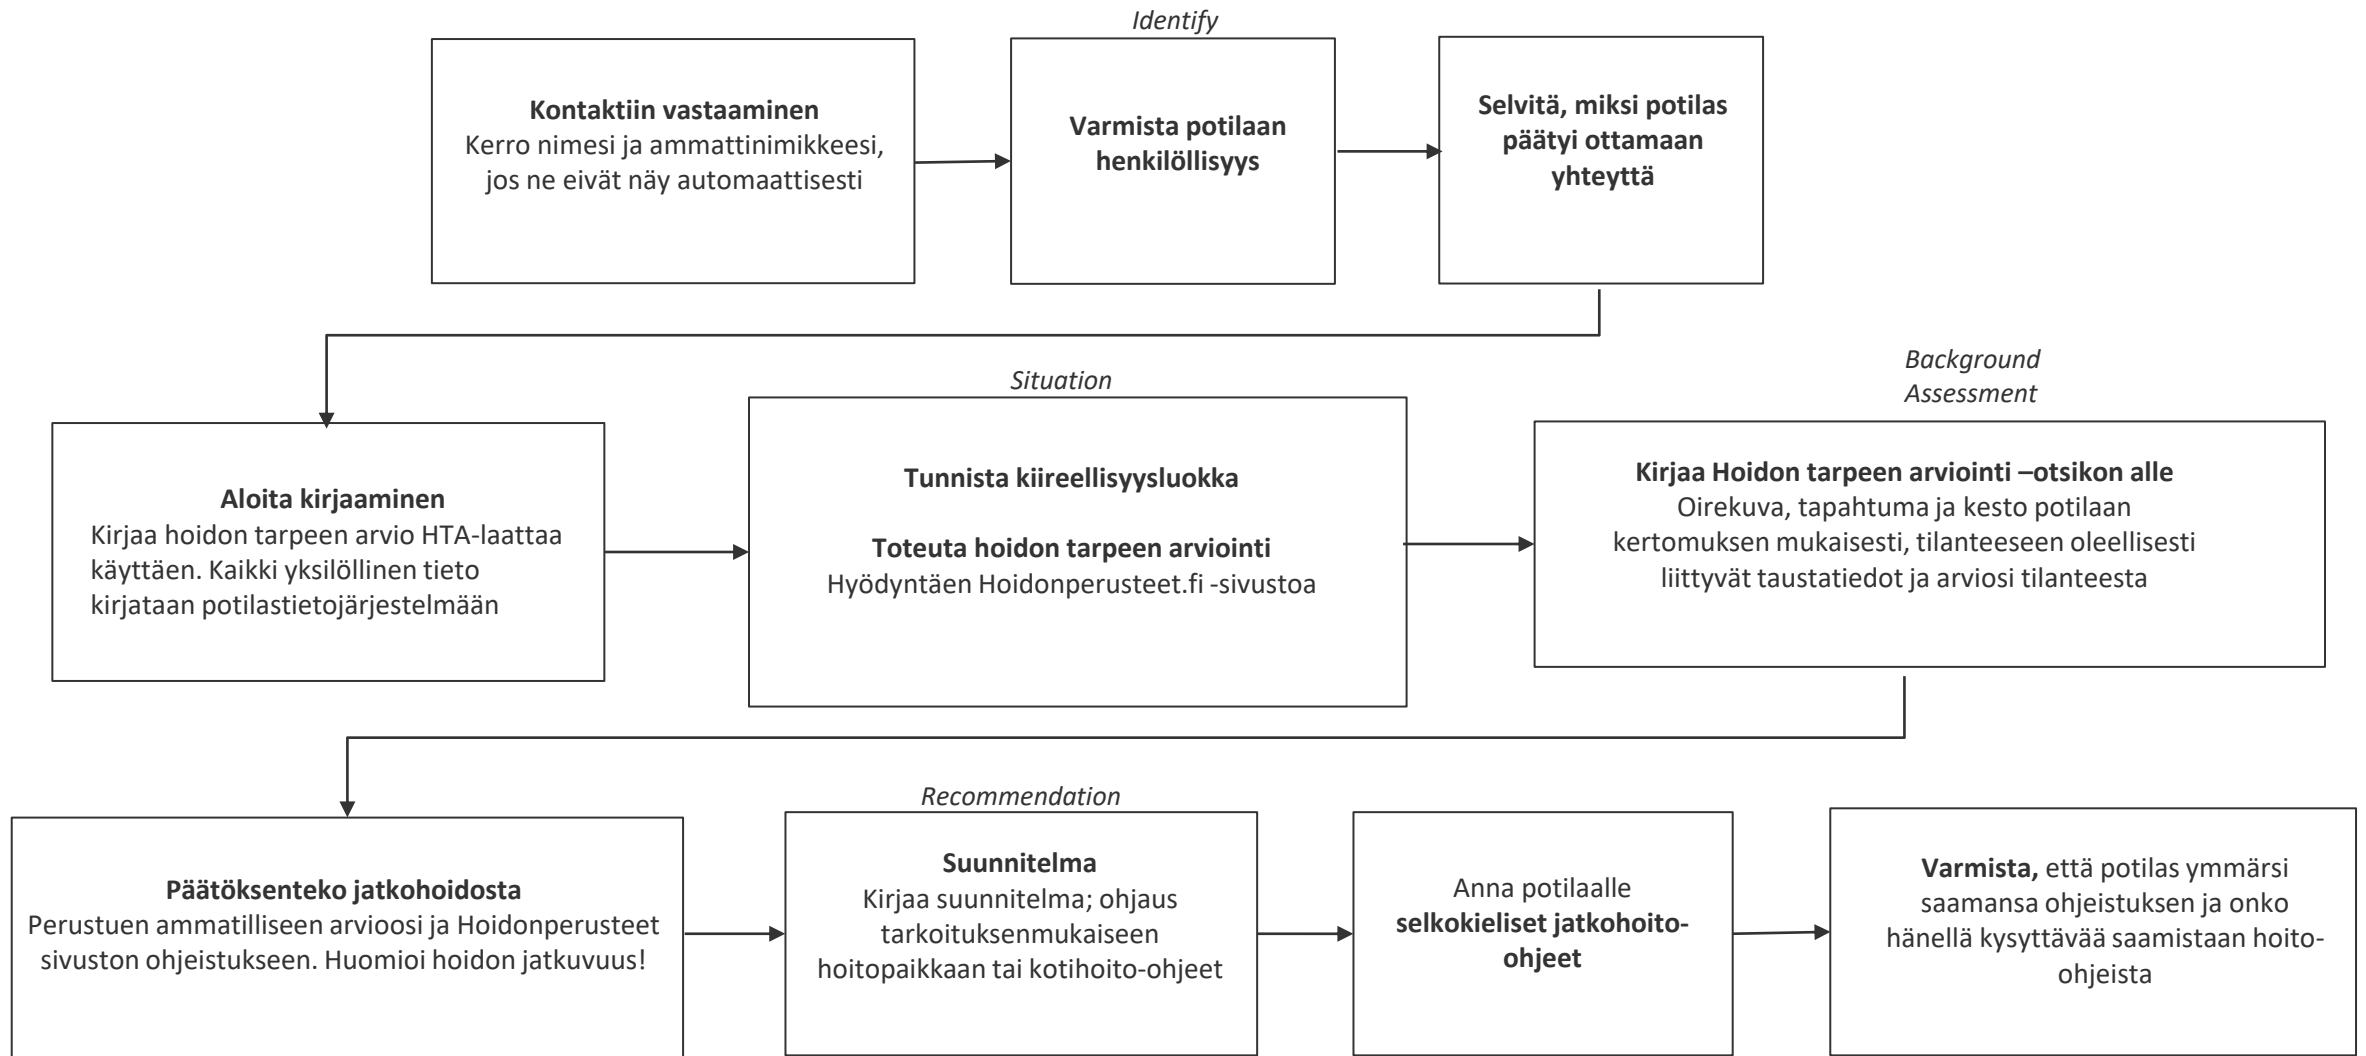 Identify
Kontaktiin vastaaminen
Kerro nimesi ja ammattinimikkeesi,
jos ne eivät näy automaattisesti
Varmista potilaan
henkilöllisyys
Selvitä, miksi potilas
päätyi ottamaan
yhteyttä
Situation
Background
Assessment
Aloita kirjaaminen
Kirjaa hoidon tarpeen arvio HTA-laattaa
käyttäen. Kaikki yksilöllinen tieto
kirjataan potilastietojärjestelmään
Tunnista kiireellisyysluokka
Toteuta hoidon tarpeen arviointi
Hyödyntäen Hoidonperusteet.fi -sivustoa
Kirjaa Hoidon tarpeen arviointi –otsikon alle
Oirekuva, tapahtuma ja kesto potilaan
kertomuksen mukaisesti, tilanteeseen oleellisesti
liittyvät taustatiedot ja arviosi tilanteesta
Recommendation
Päätöksenteko jatkohoidosta
Perustuen ammatilliseen arvioosi ja Hoidonperusteet
sivuston ohjeistukseen. Huomioi hoidon jatkuvuus!
Suunnitelma
Kirjaa suunnitelma; ohjaus
tarkoituksenmukaiseen
hoitopaikkaan tai kotihoito-ohjeet
Anna potilaalle
selkokieliset jatkohoito-
ohjeet
Varmista, että potilas ymmärsi
saamansa ohjeistuksen ja onko
hänellä kysyttävää saamistaan hoito-
ohjeista